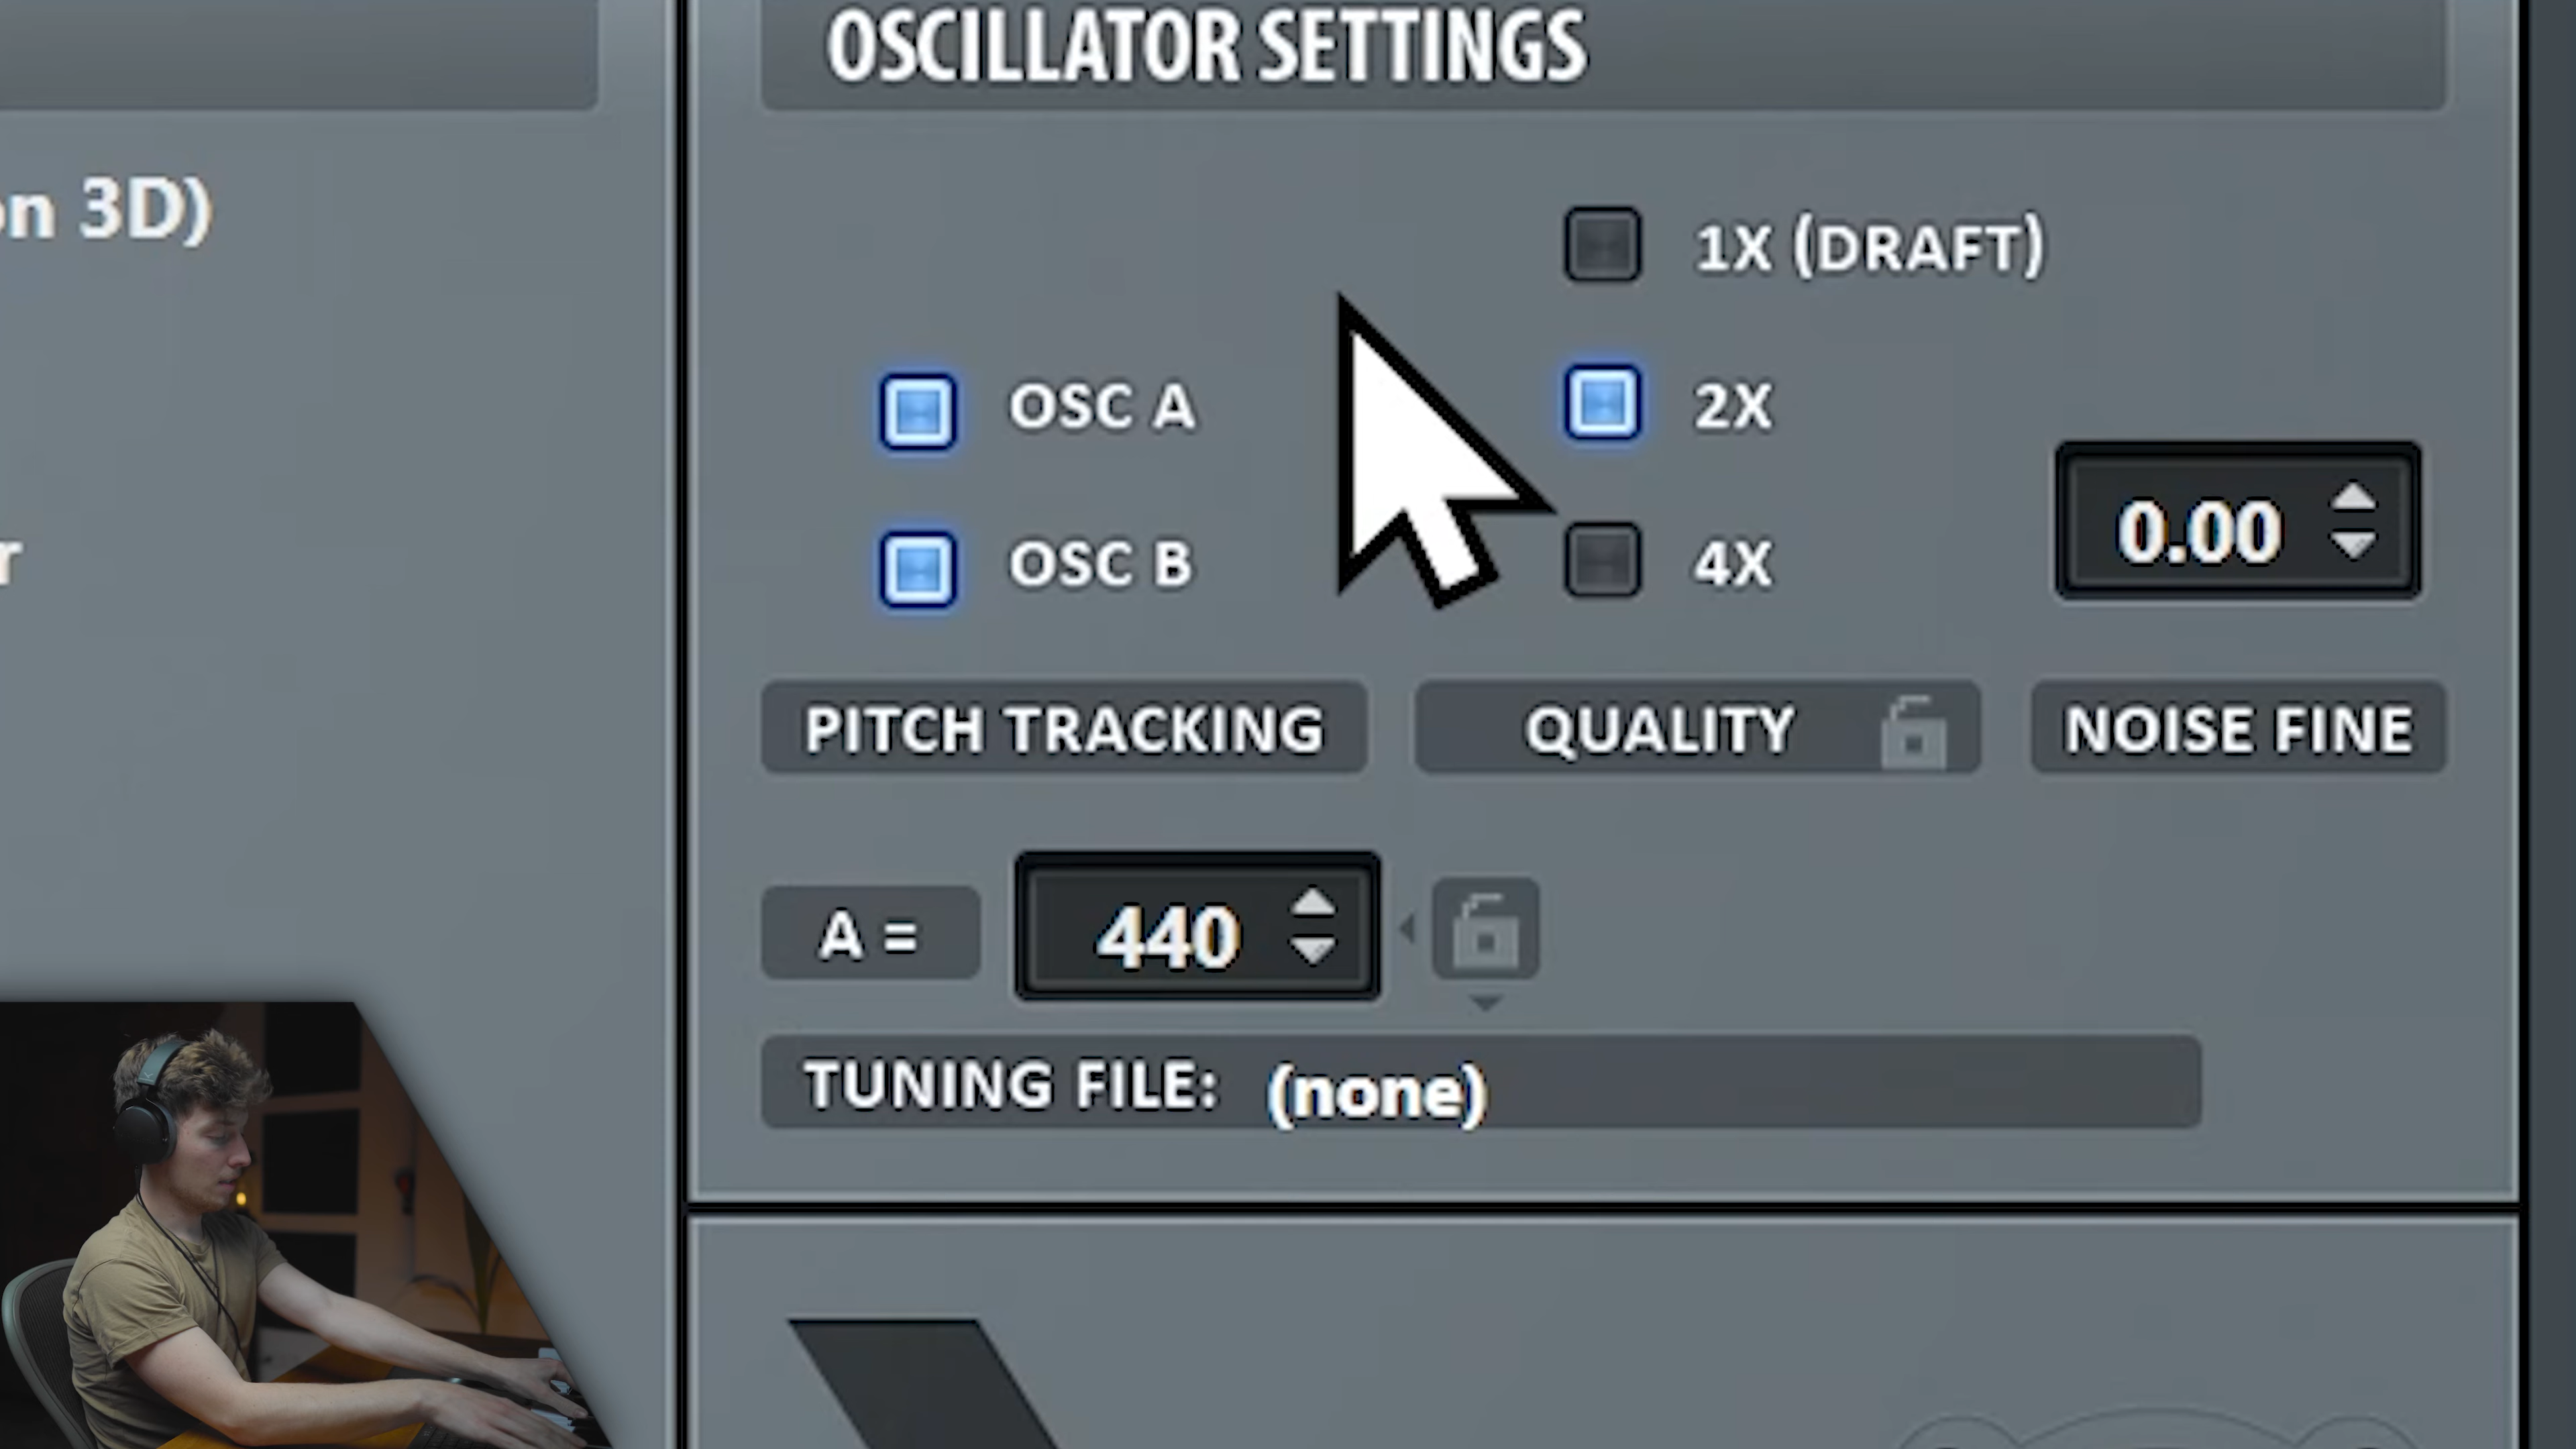 OSCILLATOR SETTINGS
on 3D)
1X (DRAFT)
OSC A
2X
OSC B
4X
0.00
r
PITCH TRACKING
QUALITY
NOISE FINE
A =
440
TUNING FILE: (none)